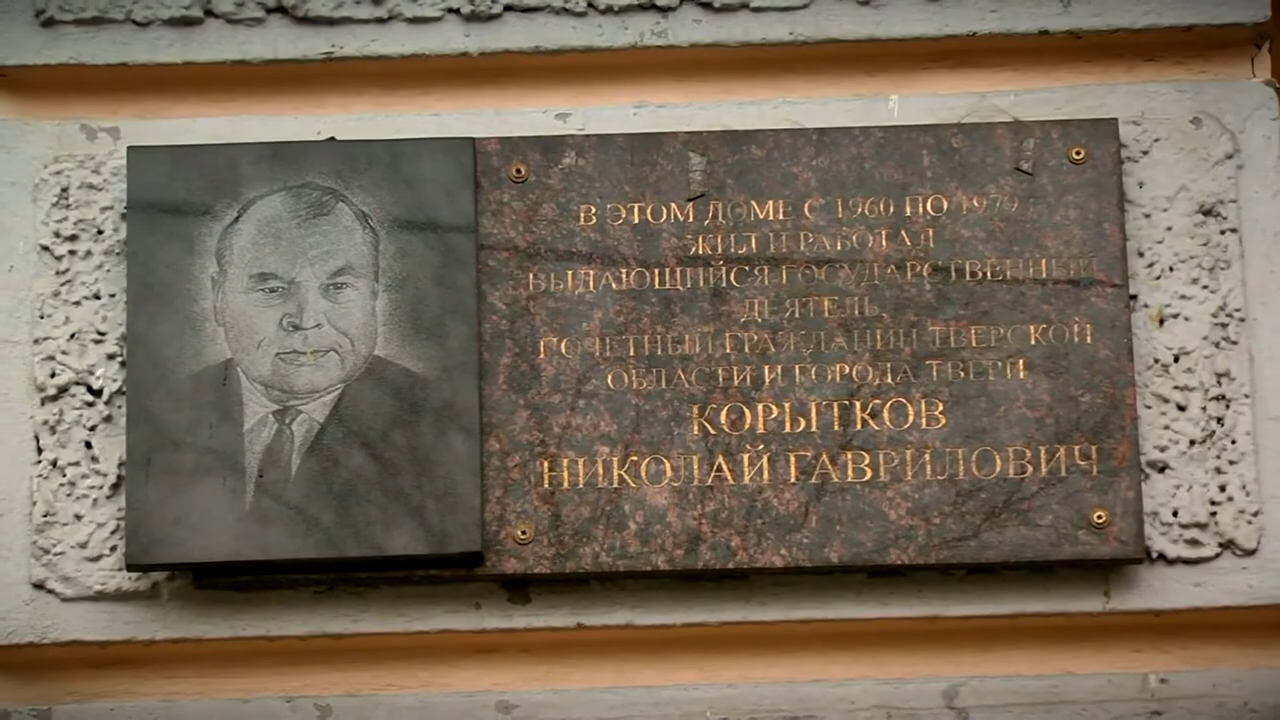 В ЭТОМ ДОМЕ С 1960 ПО 1979
ЖИЛ И РАБОТАЛ
ВЫДАЮЩИЙСЯ ГОСУДАРСТВЕННЫЙ
ДЕЯТЕЛЬ,
ПОЧЕТНЫЙ ГРАЖДАНИН ТВЕРСКОЙ
ОБЛАСТИ И ГОРОДА ТВЕРИ
КОРЫТКОВ
НИКОЛАЙ ГАВРИЛОВИЧ